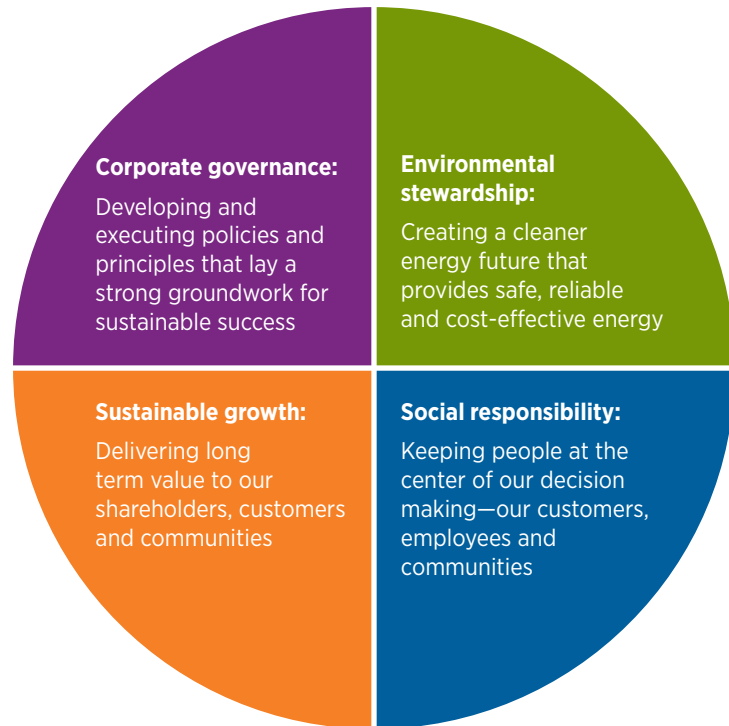 Corporate governance:
Developing and
executing policies and
principles that lay a
strong groundwork for
sustainable success
Environmental
stewardship:
Creating a cleaner
energy future that
provides safe, reliable
and cost-effective energy
Sustainable growth:
Delivering long
term value to our
shareholders, customers
and communities
Social responsibility:
Keeping people at the
center of our decision
making—our customers,
employees and
communities